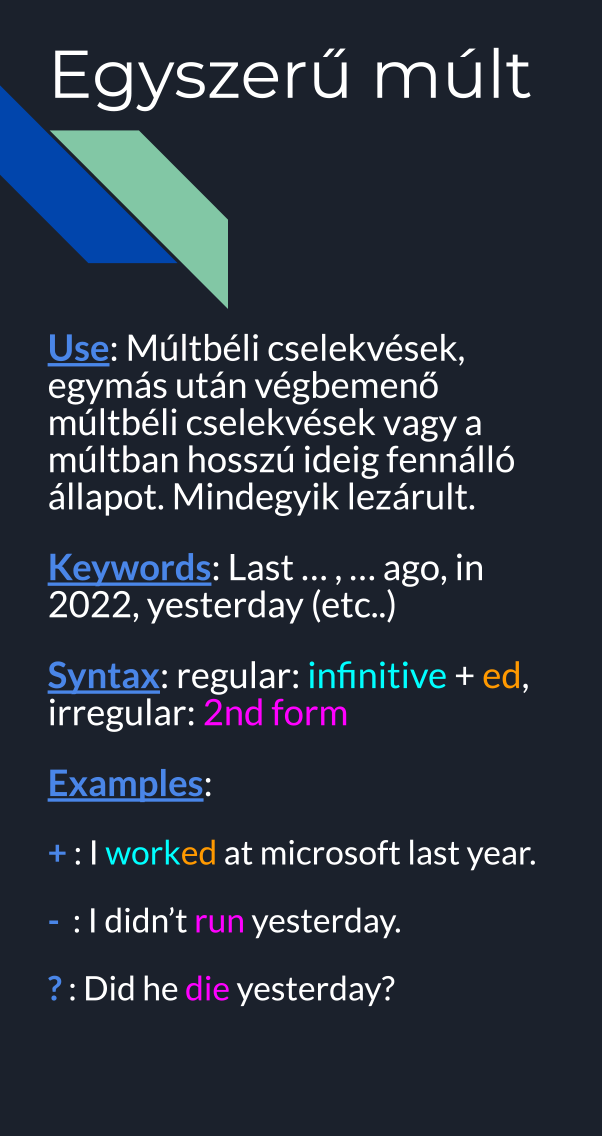 Egyszerű múlt
Use: Múltbéli cselekvések,
egymás után végbemenő
múltbéli cselekvések vagy a
múltban hosszú ideig fennálló
állapot. Mindegyik lezárult.
Keywords: Last ... , ... ago, in
2022, yesterday (etc..)
Syntax: regular: infinitive + ed,
irregular: 2nd form
Examples:
+ : I worked at microsoft last year.
- : I didn’t run yesterday.
? : Did he die yesterday?